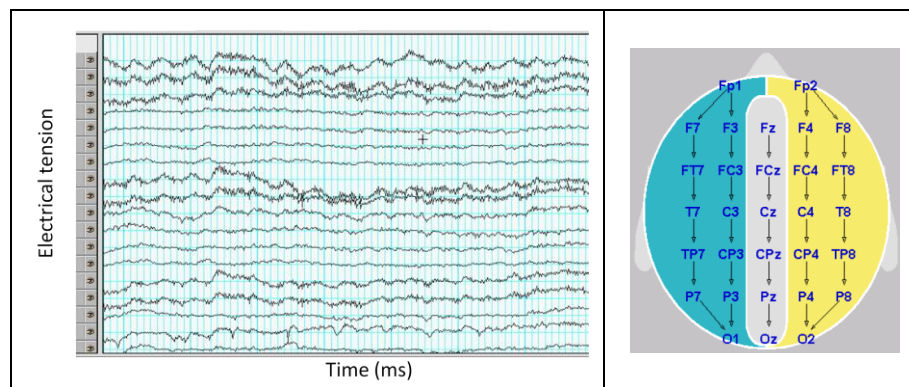 Electrical tension
Time (ms)
Fp1 Fp2
F7 F3 Fz F4 F8
FT7 FC3 FCz FC4 FT8
T7 C3 Cz C4 T8
TP7 CP3 CPz CP4 TP8
P7 P3 Pz P4 P8
O1 Oz O2